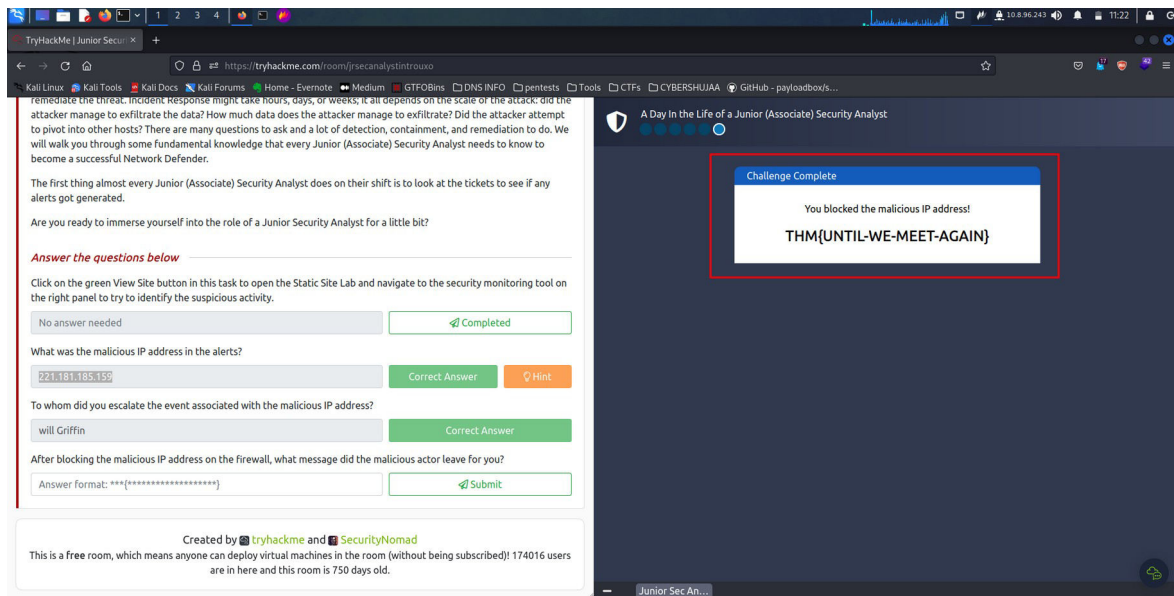 1 2 3 4
10.8.96.243
11:22
G
TryHackMe | Junior Secur
https://tryhackme.com/room/jrsecanalystintrouxo
17
42
Kali Linux Kali Tools Kali Docs Kali Forums Home - Evernote Medium GTFOBins DNS INFO pentests Tools CTFs CYBERSHUJAA GitHub - payloadbox/s...
remediate the threat. Incident Response might take hours, days, or weeks; it all depends on the scale of the attack: did the
attacker manage to exfiltrate the data? How much data does the attacker manage to exfiltrate? Did the attacker attempt
to pivot into other hosts? There are many questions to ask and a lot of detection, containment, and remediation to do. We
will walk you through some fundamental knowledge that every Junior (Associate) Security Analyst needs to know to
become a successful Network Defender.
The first thing almost every Junior (Associate) Security Analyst does on their shift is to look at the tickets to see if any
alerts got generated.
Are you ready to immerse yourself into the role of a Junior Security Analyst for a little bit?
Answer the questions below
Click on the green View Site button in this task to open the Static Site Lab and navigate to the security monitoring tool on
the right panel to try to identify the suspicious activity.
No answer needed
Completed
What was the malicious IP address in the alerts?
221.181.185.159
Correct Answer
Hint
To whom did you escalate the event associated with the malicious IP address?
will Griffin
Correct Answer
After blocking the malicious IP address on the firewall, what message did the malicious actor leave for you?
Answer format: ***{*******************}
Submit
Created by tryhackme and SecurityNomad
This is a free room, which means anyone can deploy virtual machines in the room (without being subscribed)! 174016 users
are in here and this room is 750 days old.
A Day In the Life of a Junior (Associate) Security Analyst
Challenge Complete
You blocked the malicious IP address!
THM{UNTIL-WE-MEET-AGAIN}
Junior Sec An...